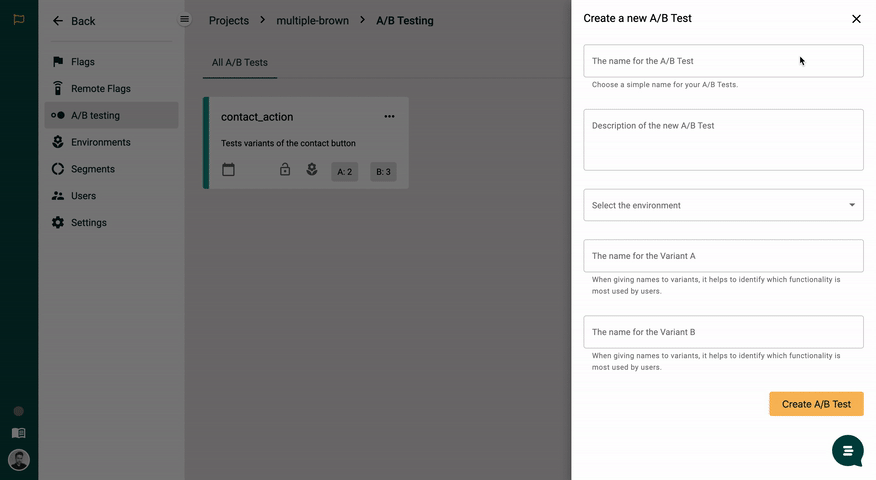 Back
Flags
Remote Flags
A/B testing
Environments
Segments
Users
Settings
Projects > multiple-brown > A/B Testing
All A/B Tests
contact_action
Tests variants of the contact button
A: 2 B: 3
Create a new A/B Test
The name for the A/B Test
Choose a simple name for your A/B Tests.
Description of the new A/B Test
Select the environment
The name for the Variant A
When giving names to variants, it helps to identify which functionality is
most used by users.
The name for the Variant B
When giving names to variants, it helps to identify which functionality is
most used by users.
Create A/B Test